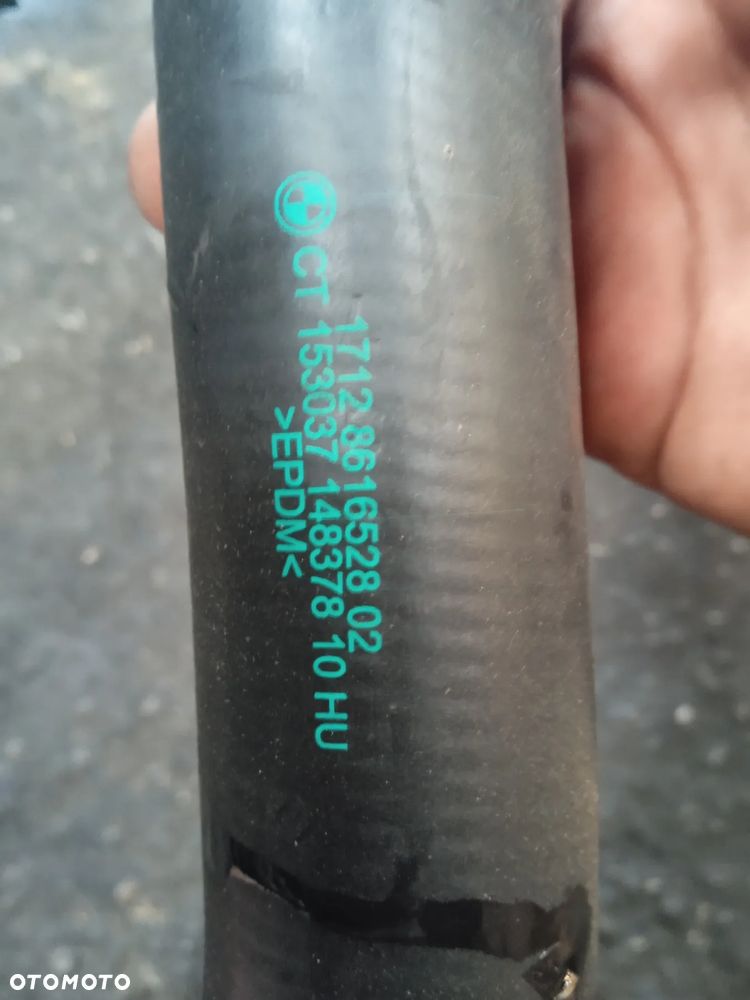 1712 8616528 02
CT 153037 148378 10 HU
>EPDM<
OTOMOTO